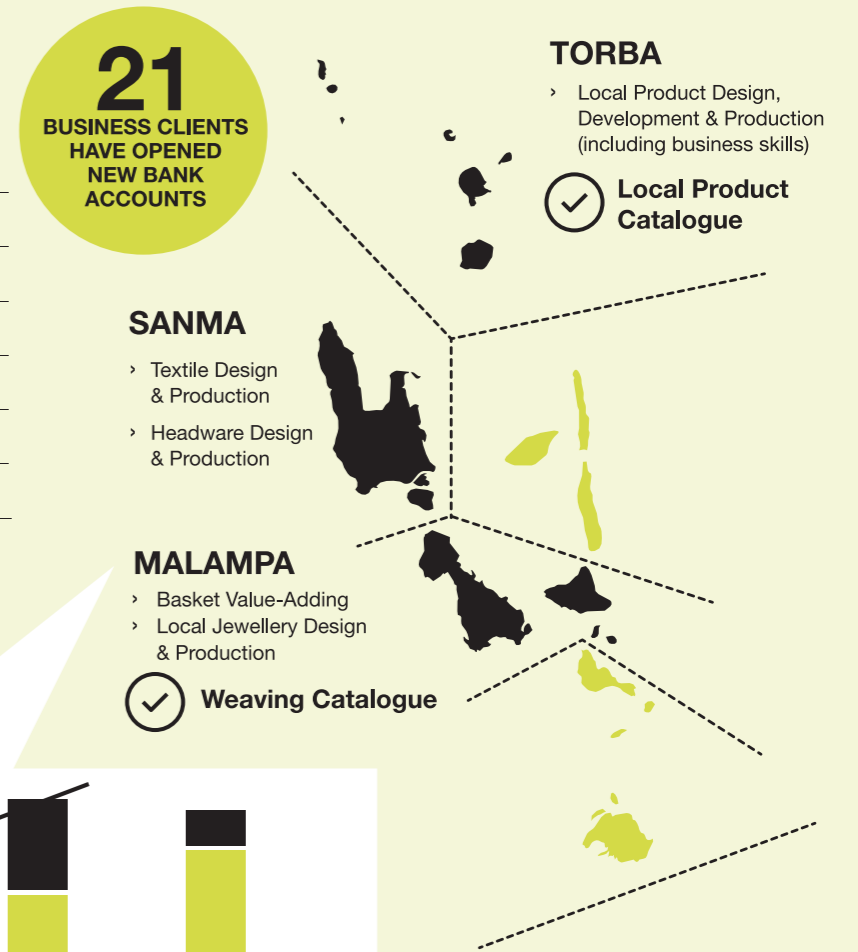 21
BUSINESS CLIENTS
HAVE OPENED
NEW BANK
ACCOUNTS
TORBA
› Local Product Design,
Development & Production
(including business skills)
Local Product
Catalogue
SANMA
› Textile Design
& Production
› Headware Design
& Production
MALAMPA
› Basket Value-Adding
› Local Jewellery Design
& Production
Weaving Catalogue